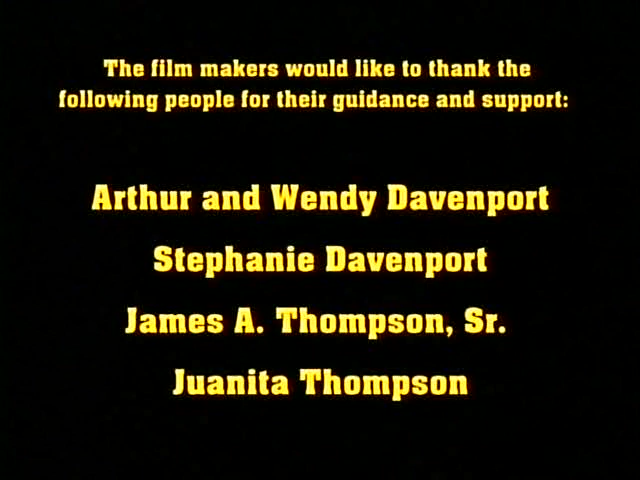 The film makers would like to thank the
following people for their guidance and support:
Arthur and Wendy Davenport
Stephanie Davenport
James A. Thompson, Sr.
Juanita Thompson